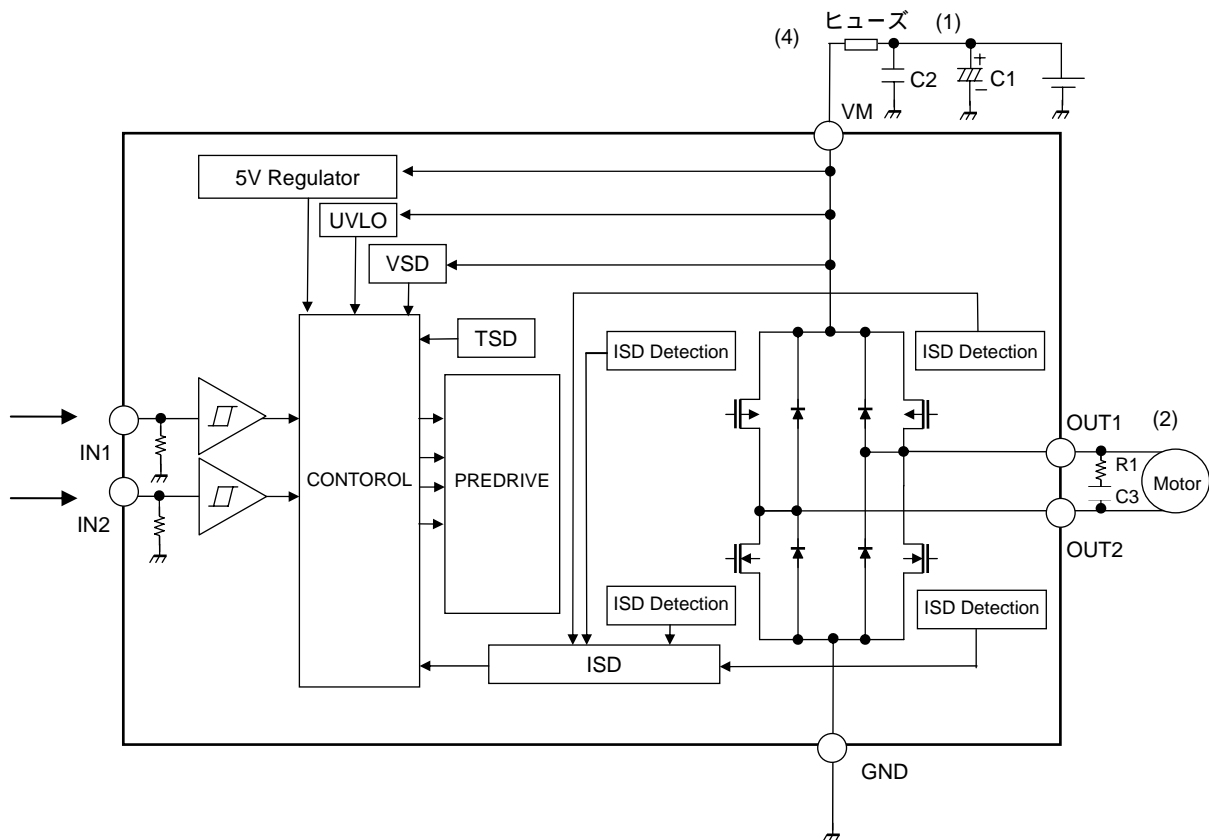 (4)
ヒューズ
(1)
+
C2
−
C1
VM
5V Regulator
UVLO
VSD
TSD
ISD Detection
ISD Detection
IN1
CONTOROL
PREDRIVE
OUT1
(2)
R1
C3
Motor
IN2
OUT2
ISD Detection
ISD Detection
ISD
GND